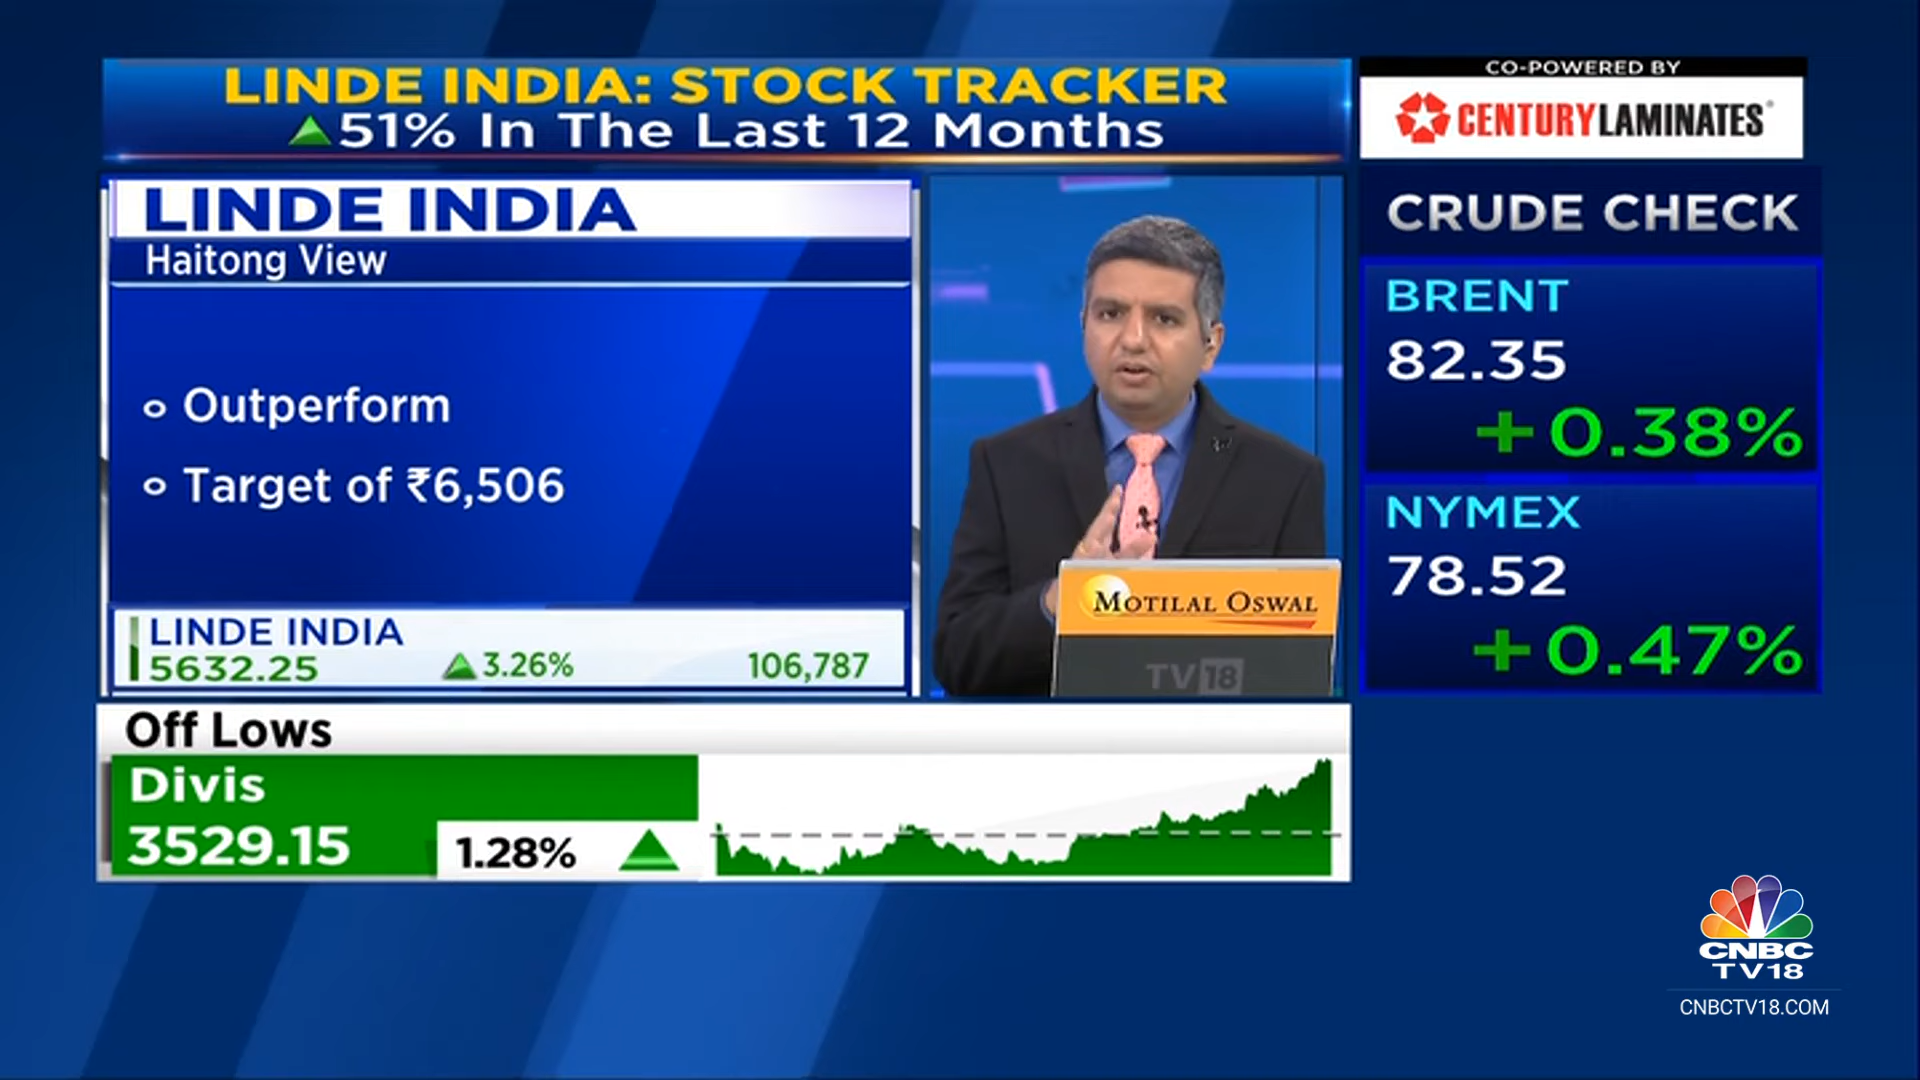 LINDE INDIA: STOCK TRACKER
51% In The Last 12 Months
CO-POWERED BY
CENTURYLAMINATES
LINDE INDIA
Haitong View
Outperform
Target of ₹6,506
LINDE INDIA
5632.25 3.26% 106,787
MOTILAL OSWAL
TV18
CRUDE CHECK
BRENT
82.35
+0.38%
NYMEX
78.52
+0.47%
Off Lows
Divis
3529.15 1.28%
CNBC
TV18
CNBCTV18.COM